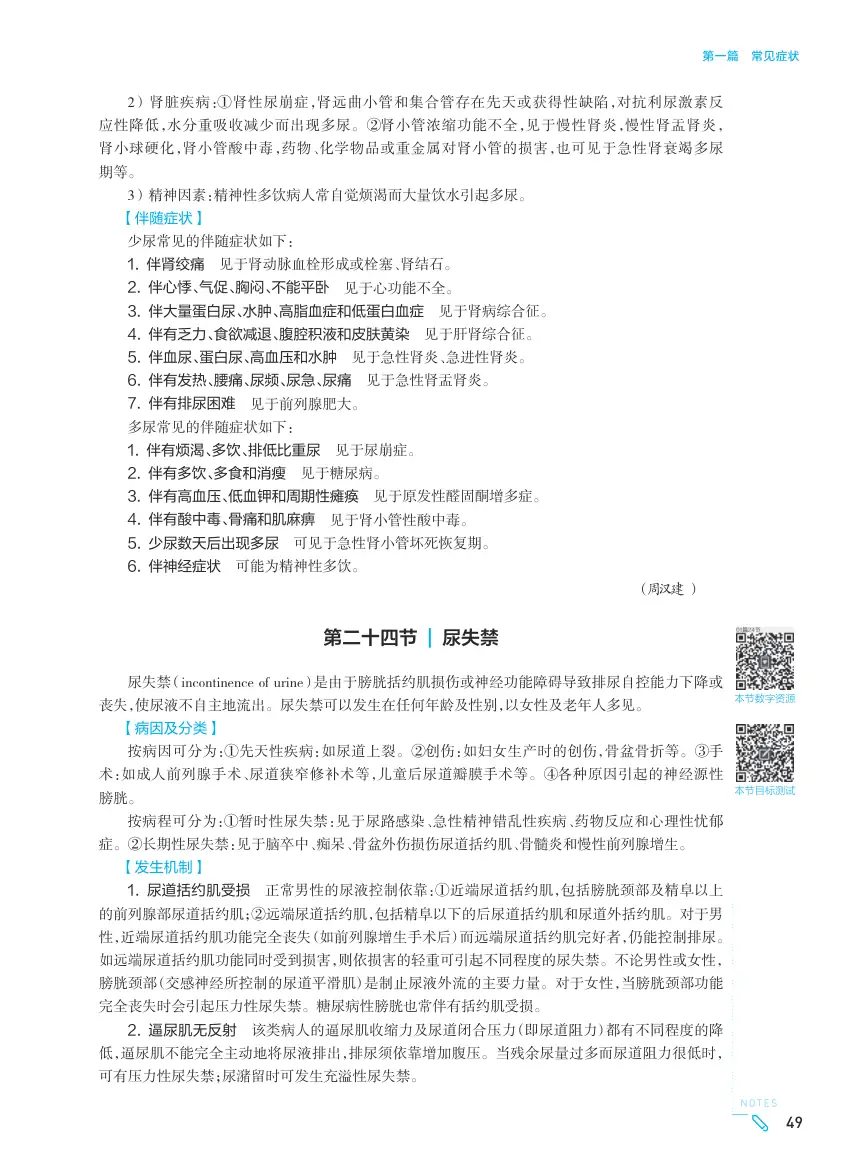 第一篇 常见症状
2）肾脏疾病:①肾性尿崩症,肾远曲小管和集合管存在先天或获得性缺陷,对抗利尿激素反
应性降低,水分重吸收减少而出现多尿。②肾小管浓缩功能不全,见于慢性肾炎,慢性肾盂肾炎,
肾小球硬化,肾小管酸中毒,药物、化学物品或重金属对肾小管的损害,也可见于急性肾衰竭多尿
期等。
3）精神因素:精神性多饮病人常自觉烦渴而大量饮水引起多尿。
【伴随症状】
少尿常见的伴随症状如下:
1. 伴肾绞痛 见于肾动脉血栓形成或栓塞、肾结石。
2. 伴心悸、气促、胸闷、不能平卧 见于心功能不全。
3. 伴大量蛋白尿、水肿、高脂血症和低蛋白血症 见于肾病综合征。
4. 伴有乏力、食欲减退、腹腔积液和皮肤黄染 见于肝肾综合征。
5. 伴血尿、蛋白尿、高血压和水肿 见于急性肾炎、急进性肾炎。
6. 伴有发热、腰痛、尿频、尿急、尿痛 见于急性肾盂肾炎。
7. 伴有排尿困难 见于前列腺肥大。
多尿常见的伴随症状如下:
1. 伴有烦渴、多饮、排低比重尿 见于尿崩症。
2. 伴有多饮、多食和消瘦 见于糖尿病。
3. 伴有高血压、低血钾和周期性瘫痪 见于原发性醛固酮增多症。
4. 伴有酸中毒、骨痛和肌麻痹 见于肾小管性酸中毒。
5. 少尿数天后出现多尿 可见于急性肾小管坏死恢复期。
6. 伴神经症状 可能为精神性多饮。
（周汉建 ）
第二十四节 | 尿失禁
尿失禁（incontinence of urine）是由于膀胱括约肌损伤或神经功能障碍导致排尿自控能力下降或
丧失,使尿液不自主地流出。尿失禁可以发生在任何年龄及性别,以女性及老年人多见。
本节数字资源
【病因及分类】
按病因可分为:①先天性疾病:如尿道上裂。②创伤:如妇女生产时的创伤,骨盆骨折等。③手
术:如成人前列腺手术、尿道狭窄修补术等,儿童后尿道瓣膜手术等。④各种原因引起的神经源性
膀胱。
本节目标测试
按病程可分为:①暂时性尿失禁:见于尿路感染、急性精神错乱性疾病、药物反应和心理性忧郁
症。②长期性尿失禁:见于脑卒中、痴呆、骨盆外伤损伤尿道括约肌、骨髓炎和慢性前列腺增生。
【发生机制】
1. 尿道括约肌受损 正常男性的尿液控制依靠:①近端尿道括约肌,包括膀胱颈部及精阜以上
的前列腺部尿道括约肌;②远端尿道括约肌,包括精阜以下的后尿道括约肌和尿道外括约肌。对于男
性,近端尿道括约肌功能完全丧失（如前列腺增生手术后）而远端尿道括约肌完好者,仍能控制排尿。
如远端尿道括约肌功能同时受到损害,则依损害的轻重可引起不同程度的尿失禁。不论男性或女性,
膀胱颈部（交感神经所控制的尿道平滑肌）是制止尿液外流的主要力量。对于女性,当膀胱颈部功能
完全丧失时会引起压力性尿失禁。糖尿病性膀胱也常伴有括约肌受损。
2. 逼尿肌无反射 该类病人的逼尿肌收缩力及尿道闭合压力（即尿道阻力）都有不同程度的降
低,逼尿肌不能完全主动地将尿液排出,排尿须依靠增加腹压。当残余尿量过多而尿道阻力很低时,
可有压力性尿失禁;尿潴留时可发生充溢性尿失禁。
NOTES
49